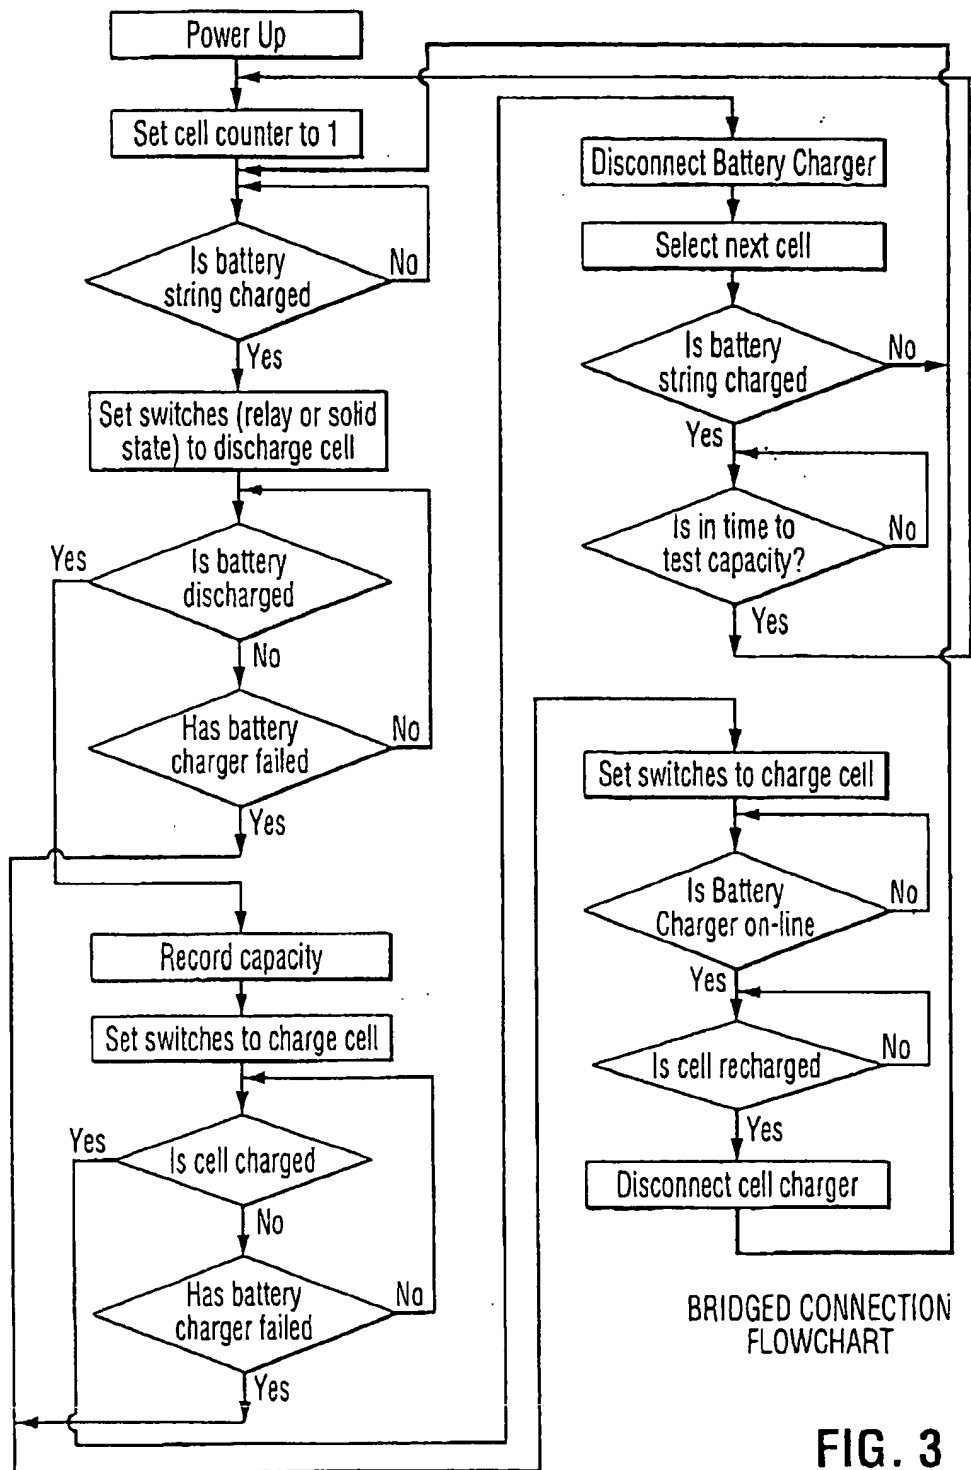 Power Up
Set cell counter to 1
Is battery
string charged
No
Yes
Set switches (relay or solid
state) to discharge cell
Yes
Is battery
discharged
No
Has battery
charger failed
No
Yes
Record capacity
Set switches to charge cell
Yes
Is cell charged
No
Has battery
charger failed
No
Yes
Disconnect Battery Charger
Select next cell
Is battery
string charged
No
Yes
Is in time to
test capacity?
No
Yes
Set switches to charge cell
Is Battery
Charger on-line
No
Yes
Is cell recharged
No
Yes
Disconnect cell charger
BRIDGED CONNECTION
FLOWCHART
FIG. 3